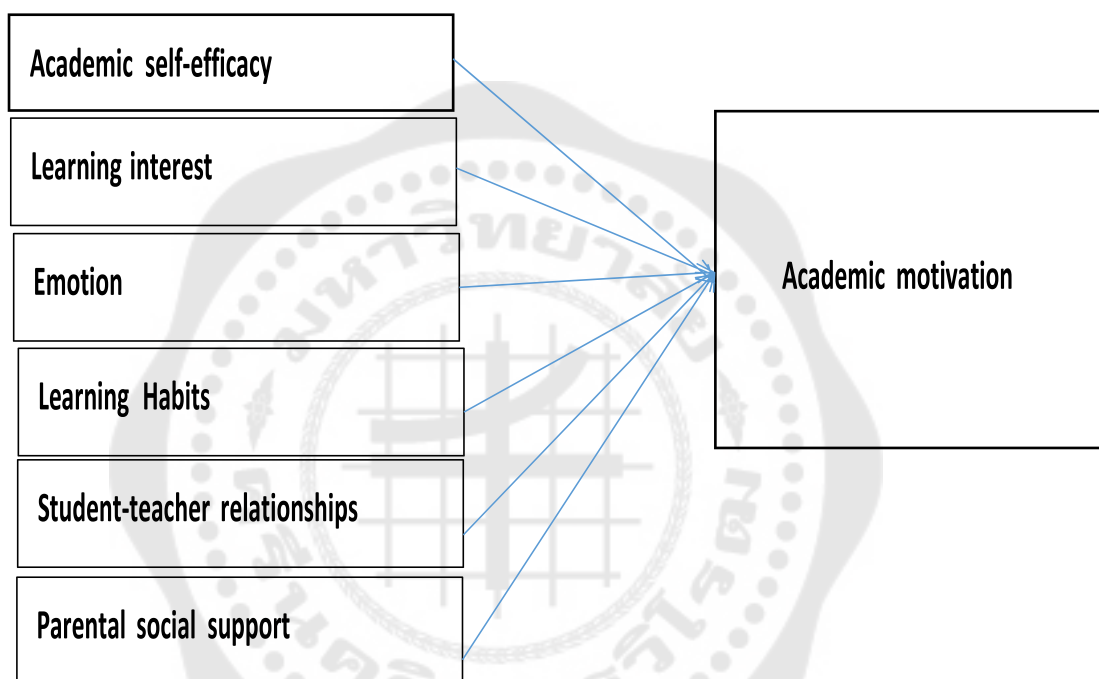 Academic self-efficacy
Learning interest
Emotion
Learning Habits
Student-teacher relationships
Parental social support
Academic motivation